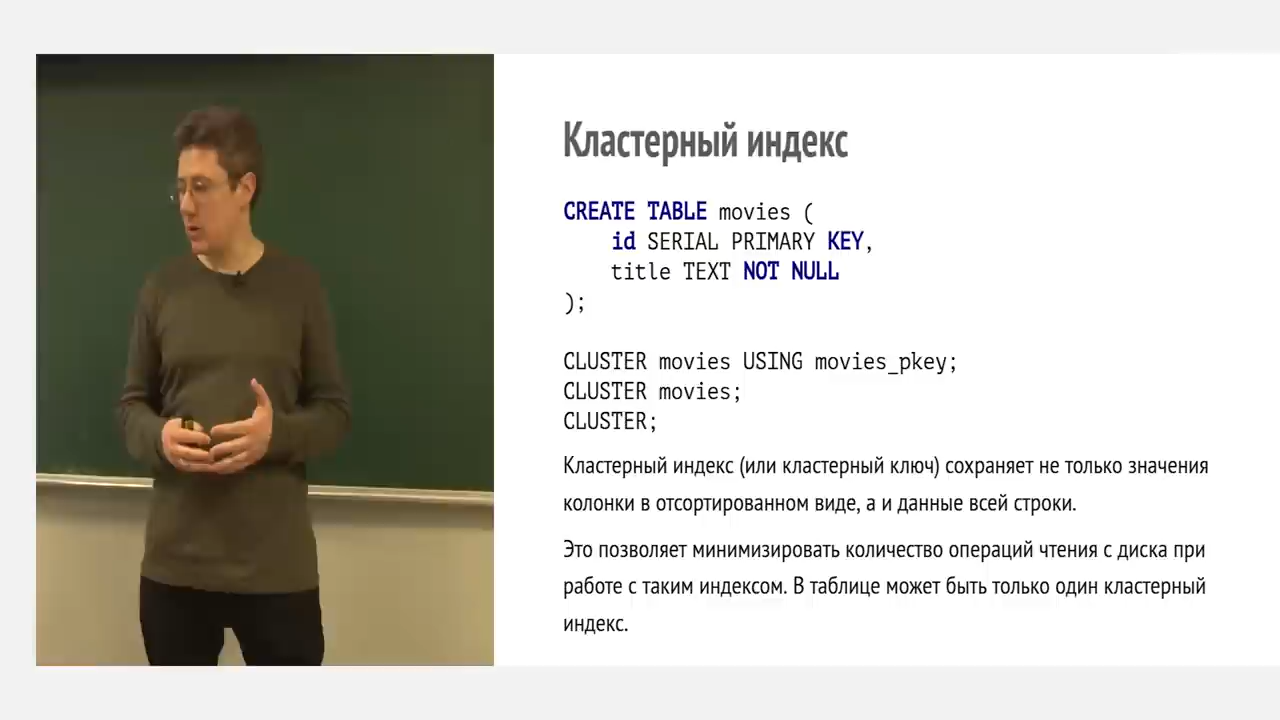 Кластерный индекс
CREATE TABLE movies (
    id SERIAL PRIMARY KEY,
    title TEXT NOT NULL
);
CLUSTER movies USING movies_pkey;
CLUSTER movies;
CLUSTER;
Кластерный индекс (или кластерный ключ) сохраняет не только значения
колонки в отсортированном виде, а и данные всей строки.
Это позволяет минимизировать количество операций чтения с диска при
работе с таким индексом. В таблице может быть только один кластерный
индекс.